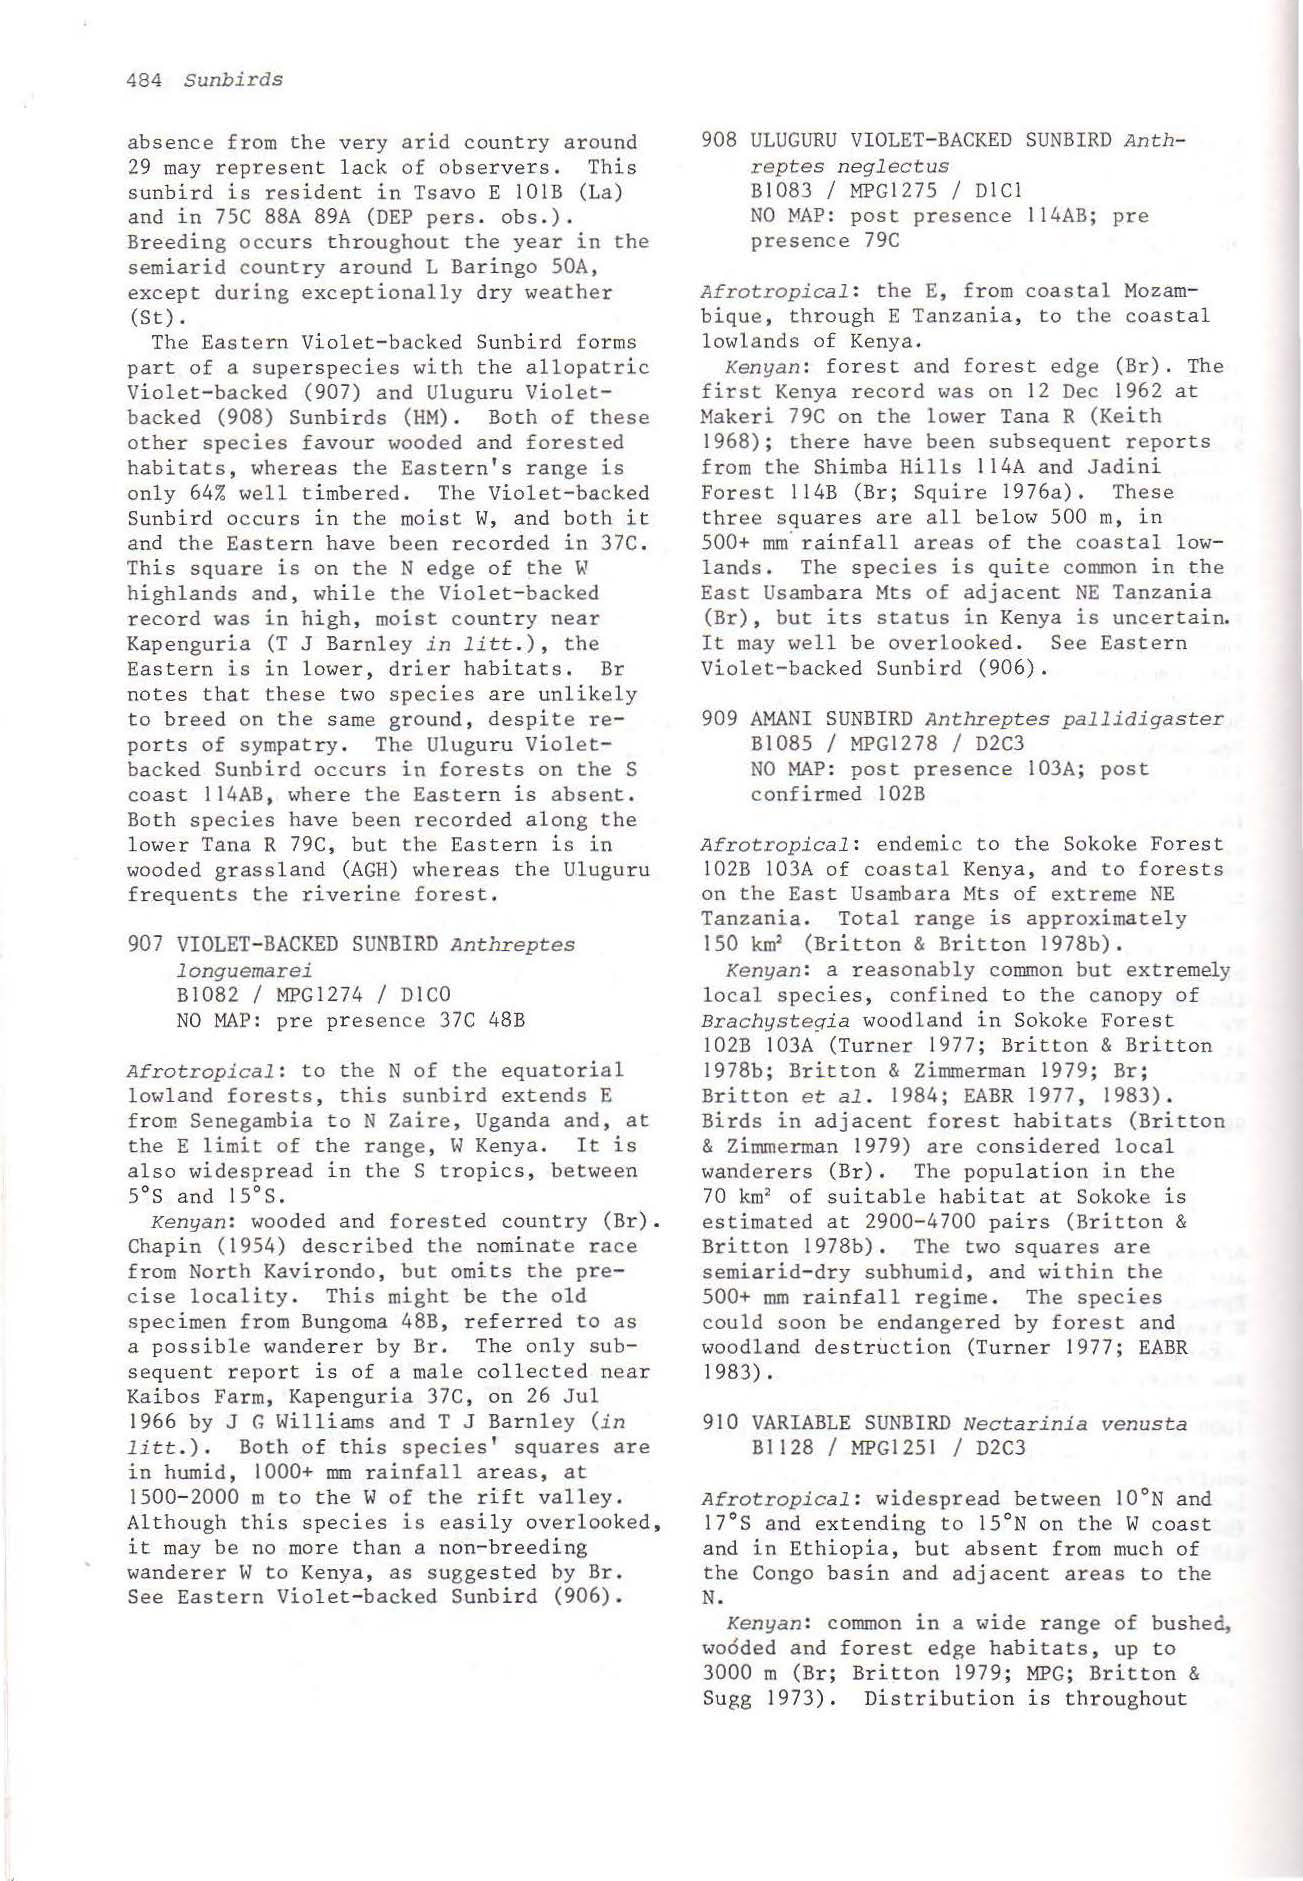 484 Sunbirds
absence from the very arid country around
29 may represent lack of observers. This
sunbird is resident in Tsavo E 101B (La)
and in 75C 88A 89A (DEP pers. obs.).
Breeding occurs throughout the year in the
semiarid country around L Baringo 50A,
except during exceptionally dry weather
(St).
The Eastern Violet-backed Sunbird forms
part of a superspecies with the allopatric
Violet-backed (907) and Uluguru Violet-
backed (908) Sunbirds (HM). Both of these
other species favour wooded and forested
habitats, whereas the Eastern's range is
only 64% well timbered. The Violet-backed
Sunbird occurs in the moist W, and both it
and the Eastern have been recorded in 37C.
This square is on the N edge of the W
highlands and, while the Violet-backed
record was in high, moist country near
Kapenguria (T J Barnley in litt.), the
Eastern is in lower, drier habitats. Br
notes that these two species are unlikely
to breed on the same ground, despite re-
ports of sympatry. The Uluguru Violet-
backed Sunbird occurs in forests on the S
coast 114AB, where the Eastern is absent.
Both species have been recorded along the
lower Tana R 79C, but the Eastern is in
wooded grassland (AGH) whereas the Uluguru
frequents the riverine forest.
907 VIOLET-BACKED SUNBIRD Anthreptes
longuemarei
B1082 / MPG1274 / D1C0
NO MAP: pre presence 37C 48B
Afrotropical: to the N of the equatorial
lowland forests, this sunbird extends E
from Senegambia to N Zaire, Uganda and, at
the E limit of the range, W Kenya. It is
also widespread in the S tropics, between
5°S and 15°S.
Kenyan: wooded and forested country (Br).
Chapin (1954) described the nominate race
from North Kavirondo, but omits the pre-
cise locality. This might be the old
specimen from Bungoma 48B, referred to as
a possible wanderer by Br. The only sub-
sequent report is of a male collected near
Kaibos Farm, Kapenguria 37C, on 26 Jul
1966 by J G Williams and T J Barnley (in
litt.). Both of this species' squares are
in humid, 1000+ mm rainfall areas, at
1500-2000 m to the W of the rift valley.
Although this species is easily overlooked,
it may be no more than a non-breeding
wanderer W to Kenya, as suggested by Br.
See Eastern Violet-backed Sunbird (906).
908 ULUGURU VIOLET-BACKED SUNBIRD Anth-
reptes neglectus
B1083 / MPG1275 / D1C1
NO MAP: post presence 114AB; pre
presence 79C
Afrotropical: the E, from coastal Mozam-
bique, through E Tanzania, to the coastal
lowlands of Kenya.
Kenyan: forest and forest edge (Br). The
first Kenya record was on 12 Dec 1962 at
Makeri 79C on the lower Tana R (Keith
1968); there have been subsequent reports
from the Shimba Hills 114A and Jadini
Forest 114B (Br; Squire 1976a). These
three squares are all below 500 m, in
500+ mm rainfall areas of the coastal low-
lands. The species is quite common in the
East Usambara Mts of adjacent NE Tanzania
(Br), but its status in Kenya is uncertain.
It may well be overlooked. See Eastern
Violet-backed Sunbird (906).
909 AMANI SUNBIRD Anthreptes pallidigaster
B1085 / MPG1278 / D2C3
NO MAP: post presence 103A; post
confirmed 102B
Afrotropical: endemic to the Sokoke Forest
102B 103A of coastal Kenya, and to forests
on the East Usambara Mts of extreme NE
Tanzania. Total range is approximately
150 km² (Britton & Britton 1978b).
Kenyan: a reasonably common but extremely
local species, confined to the canopy of
Brachystegia woodland in Sokoke Forest
102B 103A (Turner 1977; Britton & Britton
1978b; Britton & Zimmerman 1979; Br;
Britton et al. 1984; EABR 1977, 1983).
Birds in adjacent forest habitats (Britton
& Zimmerman 1979) are considered local
wanderers (Br). The population in the
70 km² of suitable habitat at Sokoke is
estimated at 2900-4700 pairs (Britton &
Britton 1978b). The two squares are
semiarid-dry subhumid, and within the
500+ mm rainfall regime. The species
could soon be endangered by forest and
woodland destruction (Turner 1977; EABR
1983).
910 VARIABLE SUNBIRD Nectarinia venusta
B1128 / MPG1251 / D2C3
Afrotropical: widespread between 10°N and
17°S and extending to 15°N on the W coast
and in Ethiopia, but absent from much of
the Congo basin and adjacent areas to the
N.
Kenyan: common in a wide range of bushed,
wooded and forest edge habitats, up to
3000 m (Br; Britton 1979; MPG; Britton &
Sugg 1973). Distribution is throughout